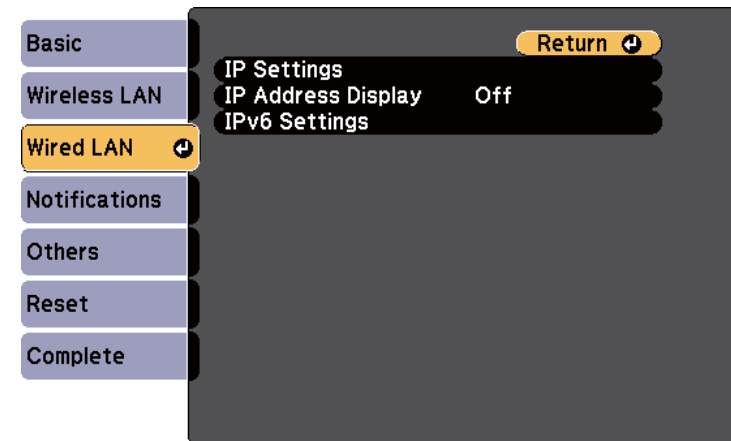 Basic
Wireless LAN
Wired LAN
Notifications
Others
Reset
Complete
Return
IP Settings
IP Address Display Off
IPv6 Settings